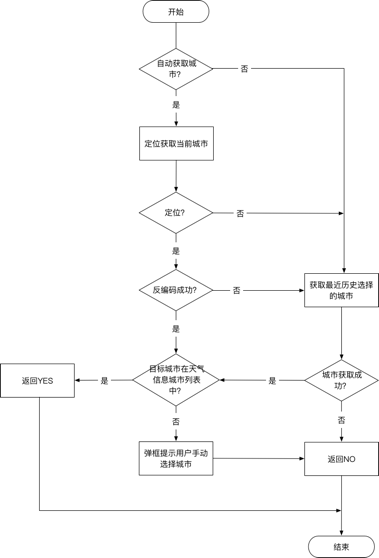 开始
自动获取城
市?
否
是
定位获取当前城市
定位?
否
是
反编码成功?
否
获取最近历史选择
的城市
是
目标城市在天气
信息城市列表
中?
是
返回YES
是
城市获取成
功?
否
否
弹框提示用户手动
选择城市
返回NO
结束